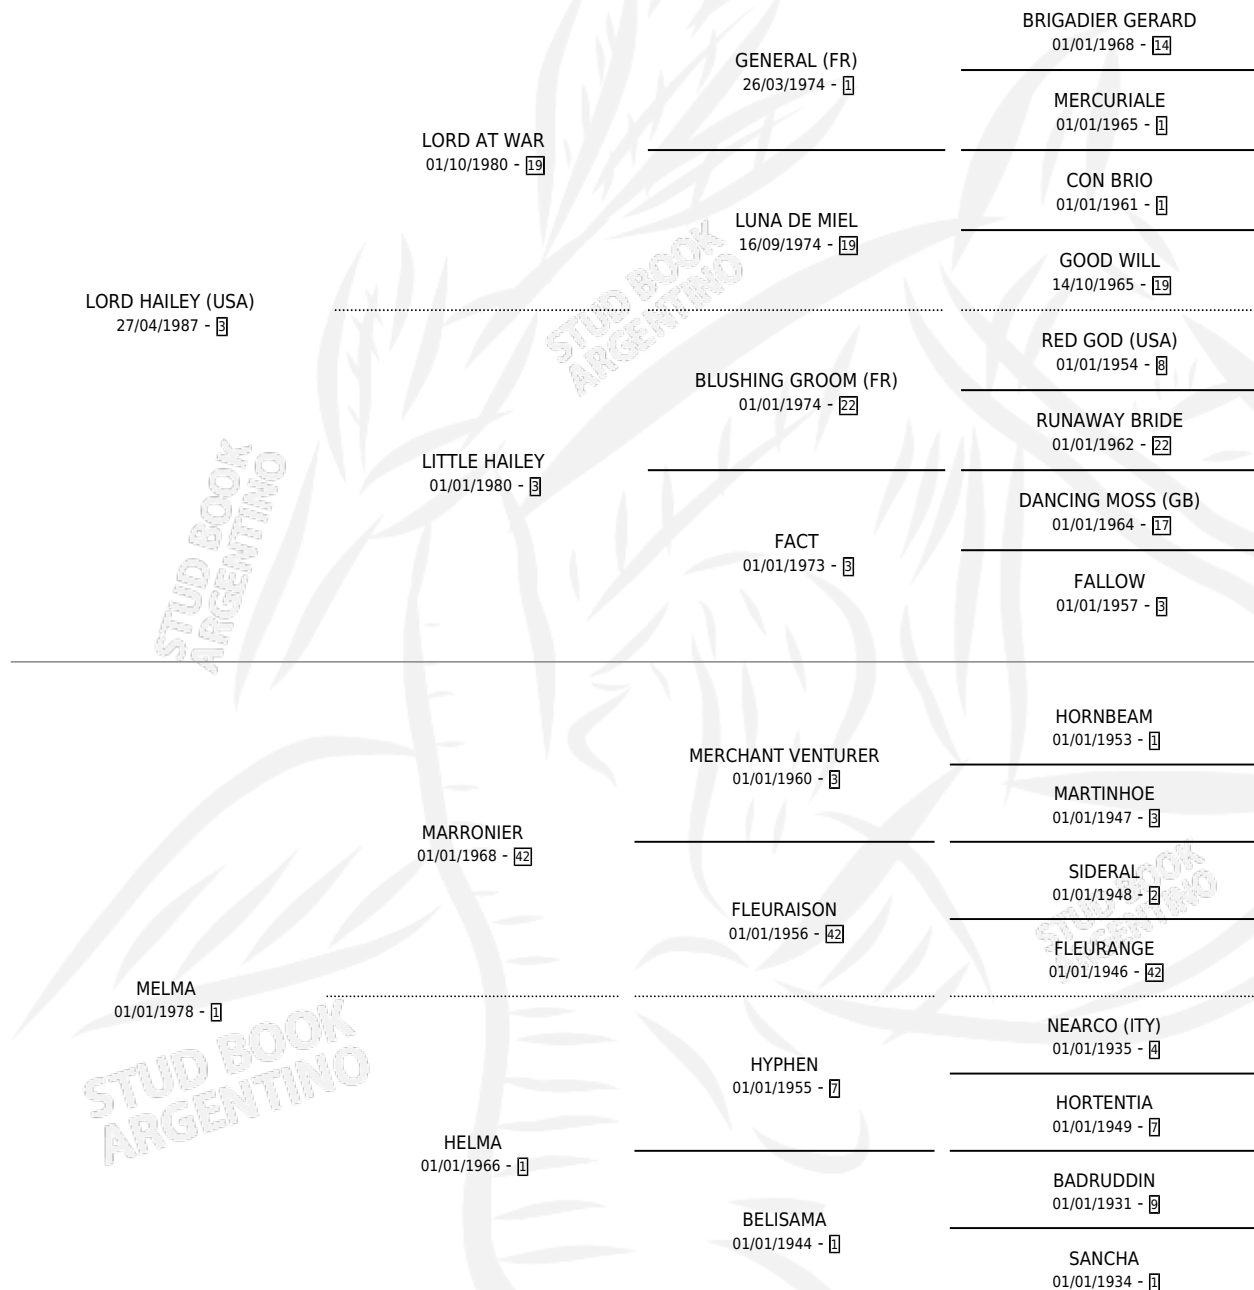 BRIGADIER GERARD
01/01/1968 - 14
GENERAL (FR)
26/03/1974 - 1
MERCURIALE
01/01/1965 - 1
LORD AT WAR
01/10/1980 - 19
CON BRIO
01/01/1961 - 1
LUNA DE MIEL
16/09/1974 - 19
GOOD WILL
14/10/1965 - 19
LORD HAILEY (USA)
27/04/1987 - 3
RED GOD (USA)
01/01/1954 - 8
BLUSHING GROOM (FR)
01/01/1974 - 22
RUNAWAY BRIDE
01/01/1962 - 22
LITTLE HAILEY
01/01/1980 - 3
DANCING MOSS (GB)
01/01/1964 - 17
FACT
01/01/1973 - 3
FALLOW
01/01/1957 - 3
HORNBEAM
01/01/1953 - 1
MERCHANT VENTURER
01/01/1960 - 3
MARTINHOE
01/01/1947 - 3
MARRONIER
01/01/1968 - 42
SIDERAL
01/01/1948 - 2
FLEURAISON
01/01/1956 - 42
FLEURANGE
01/01/1946 - 42
MELMA
01/01/1978 - 1
NEARCO (ITY)
01/01/1935 - 4
HYPHEN
01/01/1955 - 7
HORTENTIA
01/01/1949 - 7
HELMA
01/01/1966 - 1
BADRUDDIN
01/01/1931 - 9
BELISAMA
01/01/1944 - 1
SANCHA
01/01/1934 - 1
STUD BOOK
ARGENTINO
STUD BOOK
ARGENTINO
STUD BOOK
ARGENTINO
STUD BOOK
ARGENTINO